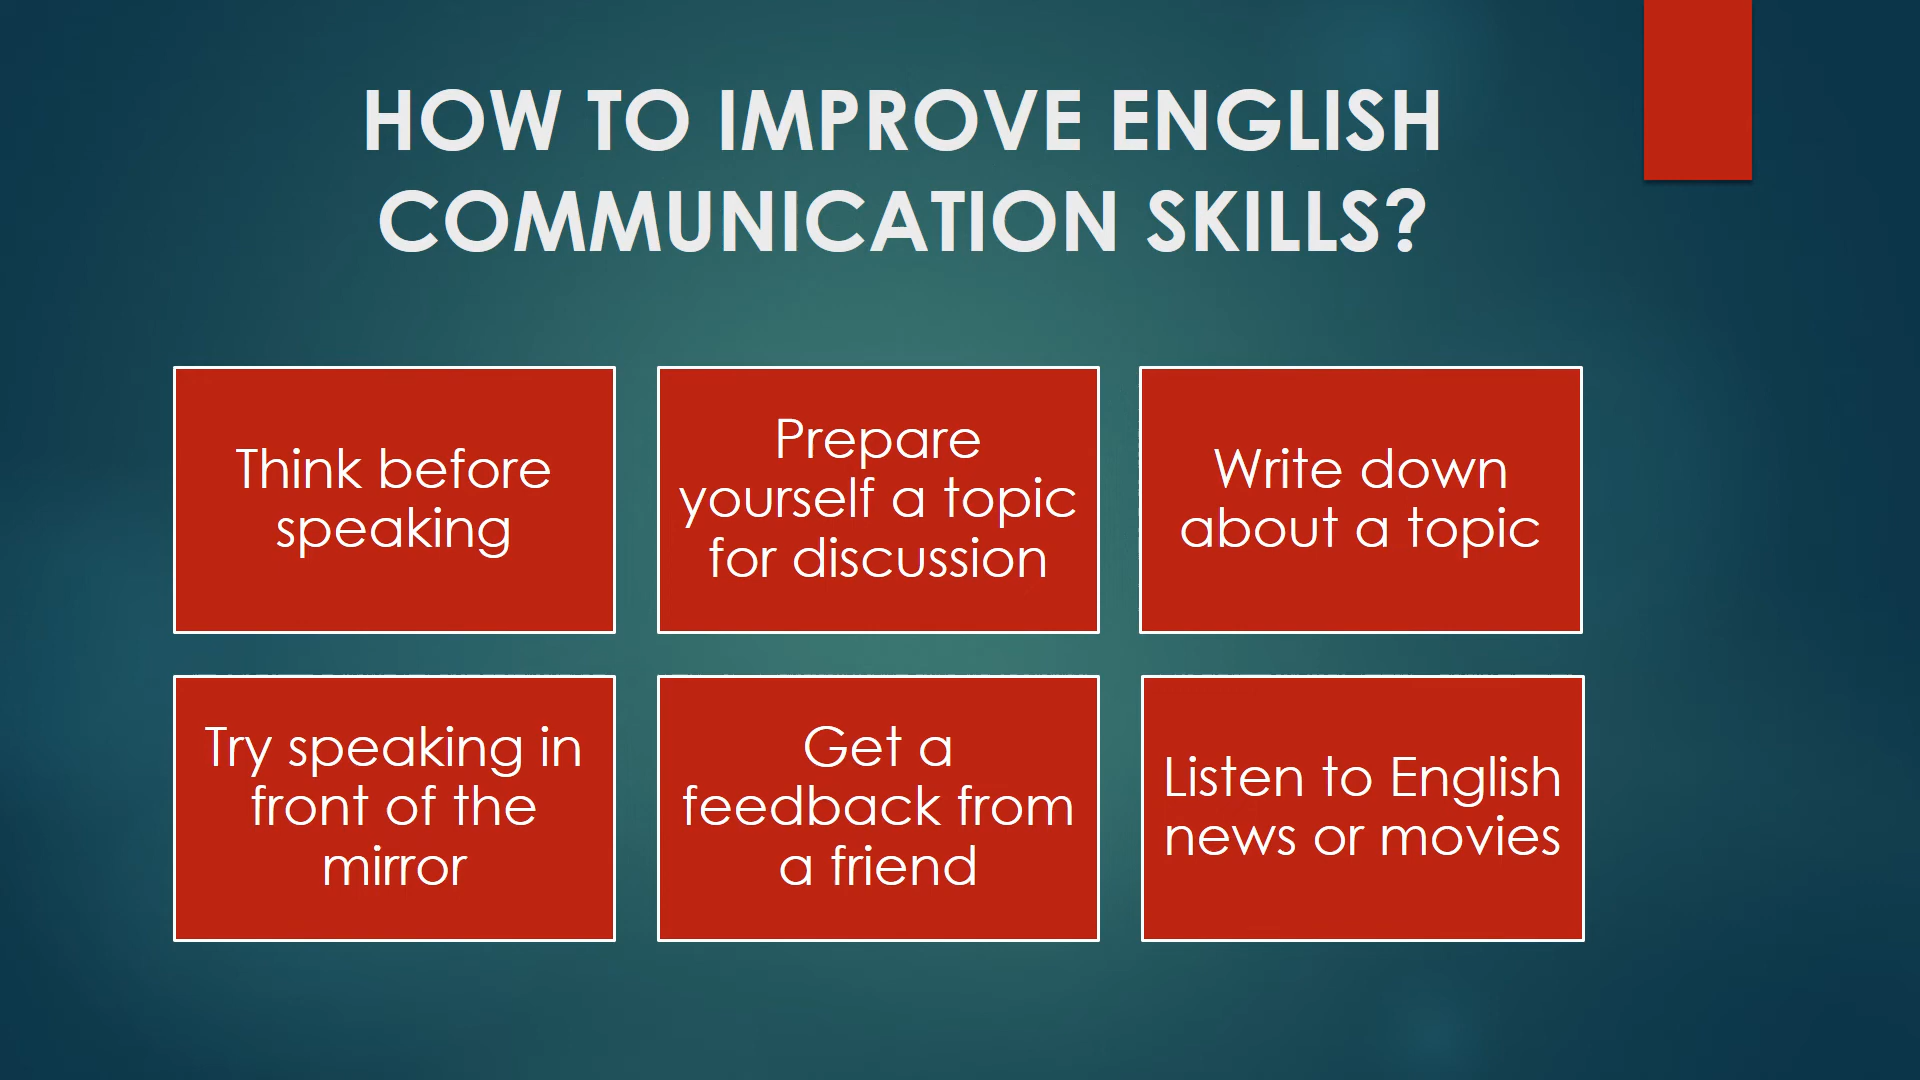 HOW TO IMPROVE ENGLISH
COMMUNICATION SKILLS?
Think before
speaking
Prepare
yourself a topic
for discussion
Write down
about a topic
Try speaking in
front of the
mirror
Get a
feedback from
a friend
Listen to English
news or movies